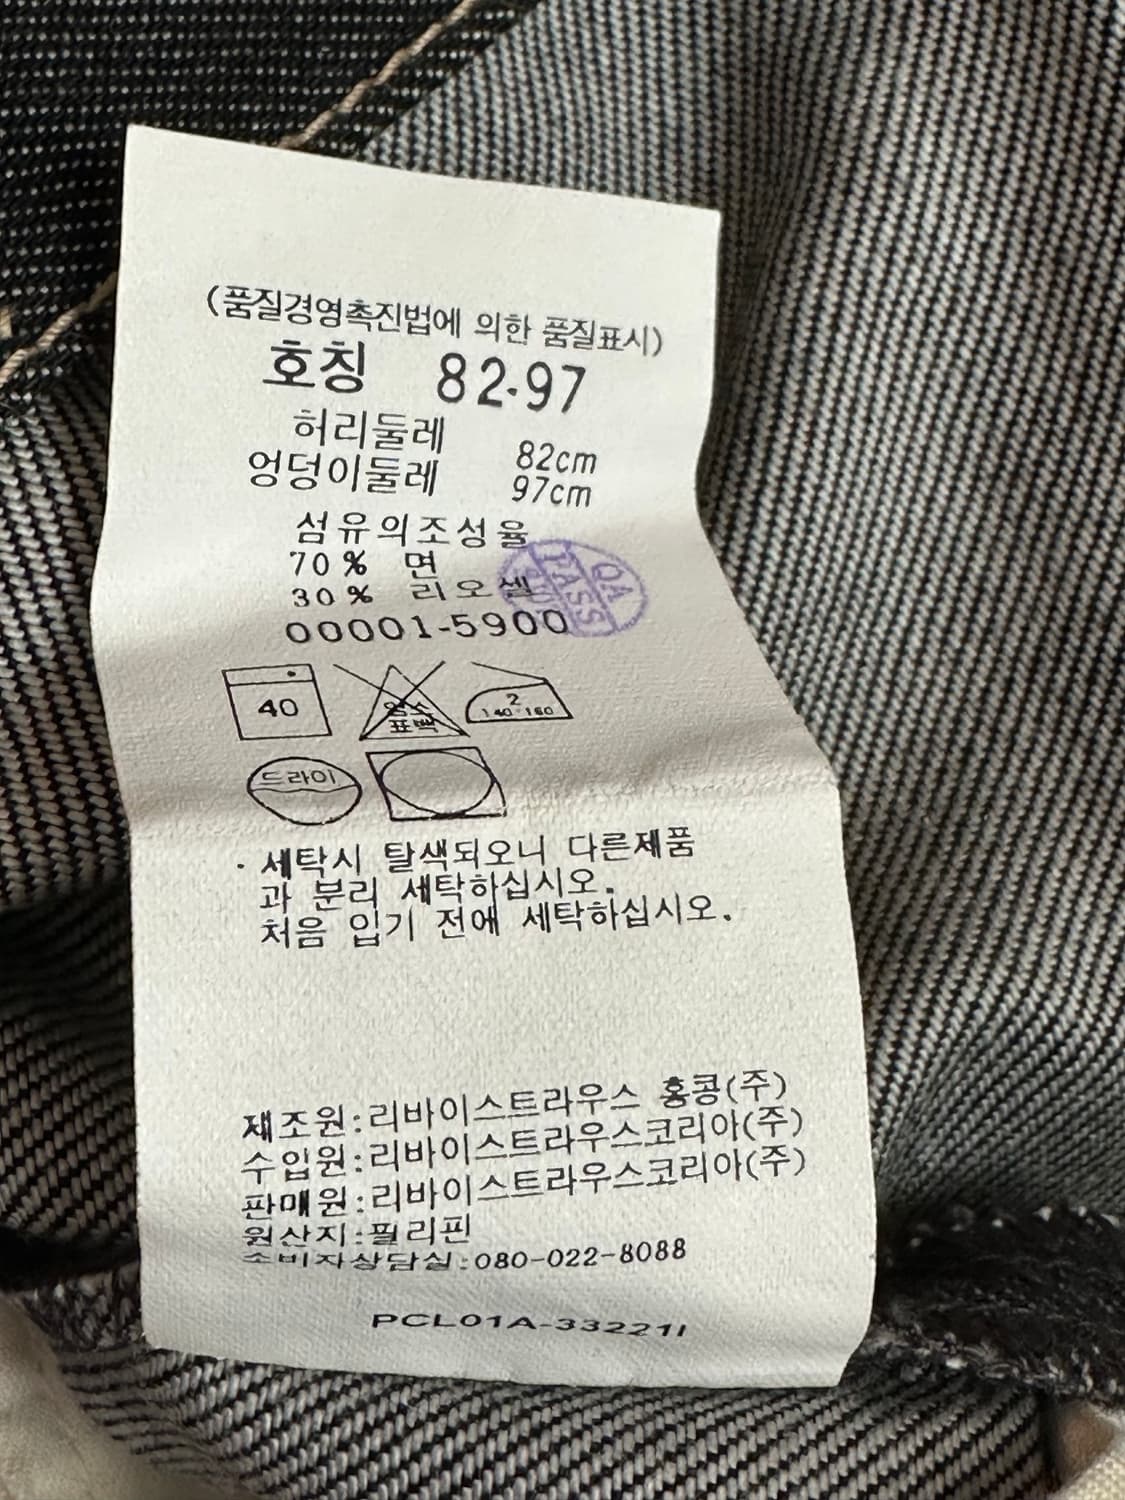 (품질경영촉진법에 의한 품질표시)
호칭 82.97
허리둘레 82cm
엉덩이둘레 97cm
섬유의조성율
70% 면
30% 리오셀
QA
TASS
00001-5900
40
염소
표백
2
140-160
드라이
· 세탁시 탈색되오니 다른제품
과 분리 세탁하십시오.
처음 입기 전에 세탁하십시오.
제조원:리바이스트라우스 홍콩(주)
수입원:리바이스트라우스코리아(주)
판매원:리바이스트라우스코리아(주)
원산지:필리핀
소비자상담실:080-022-8088
PCL01A-33221I